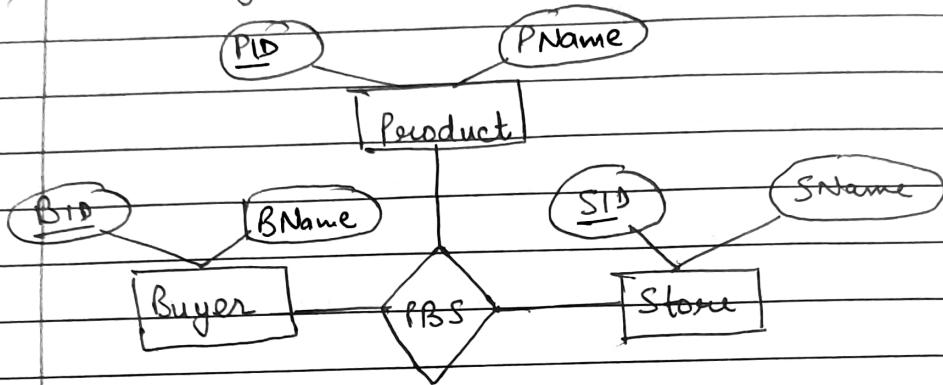 PID PName
Product
BID BName SID SName
Buyer PBS Store